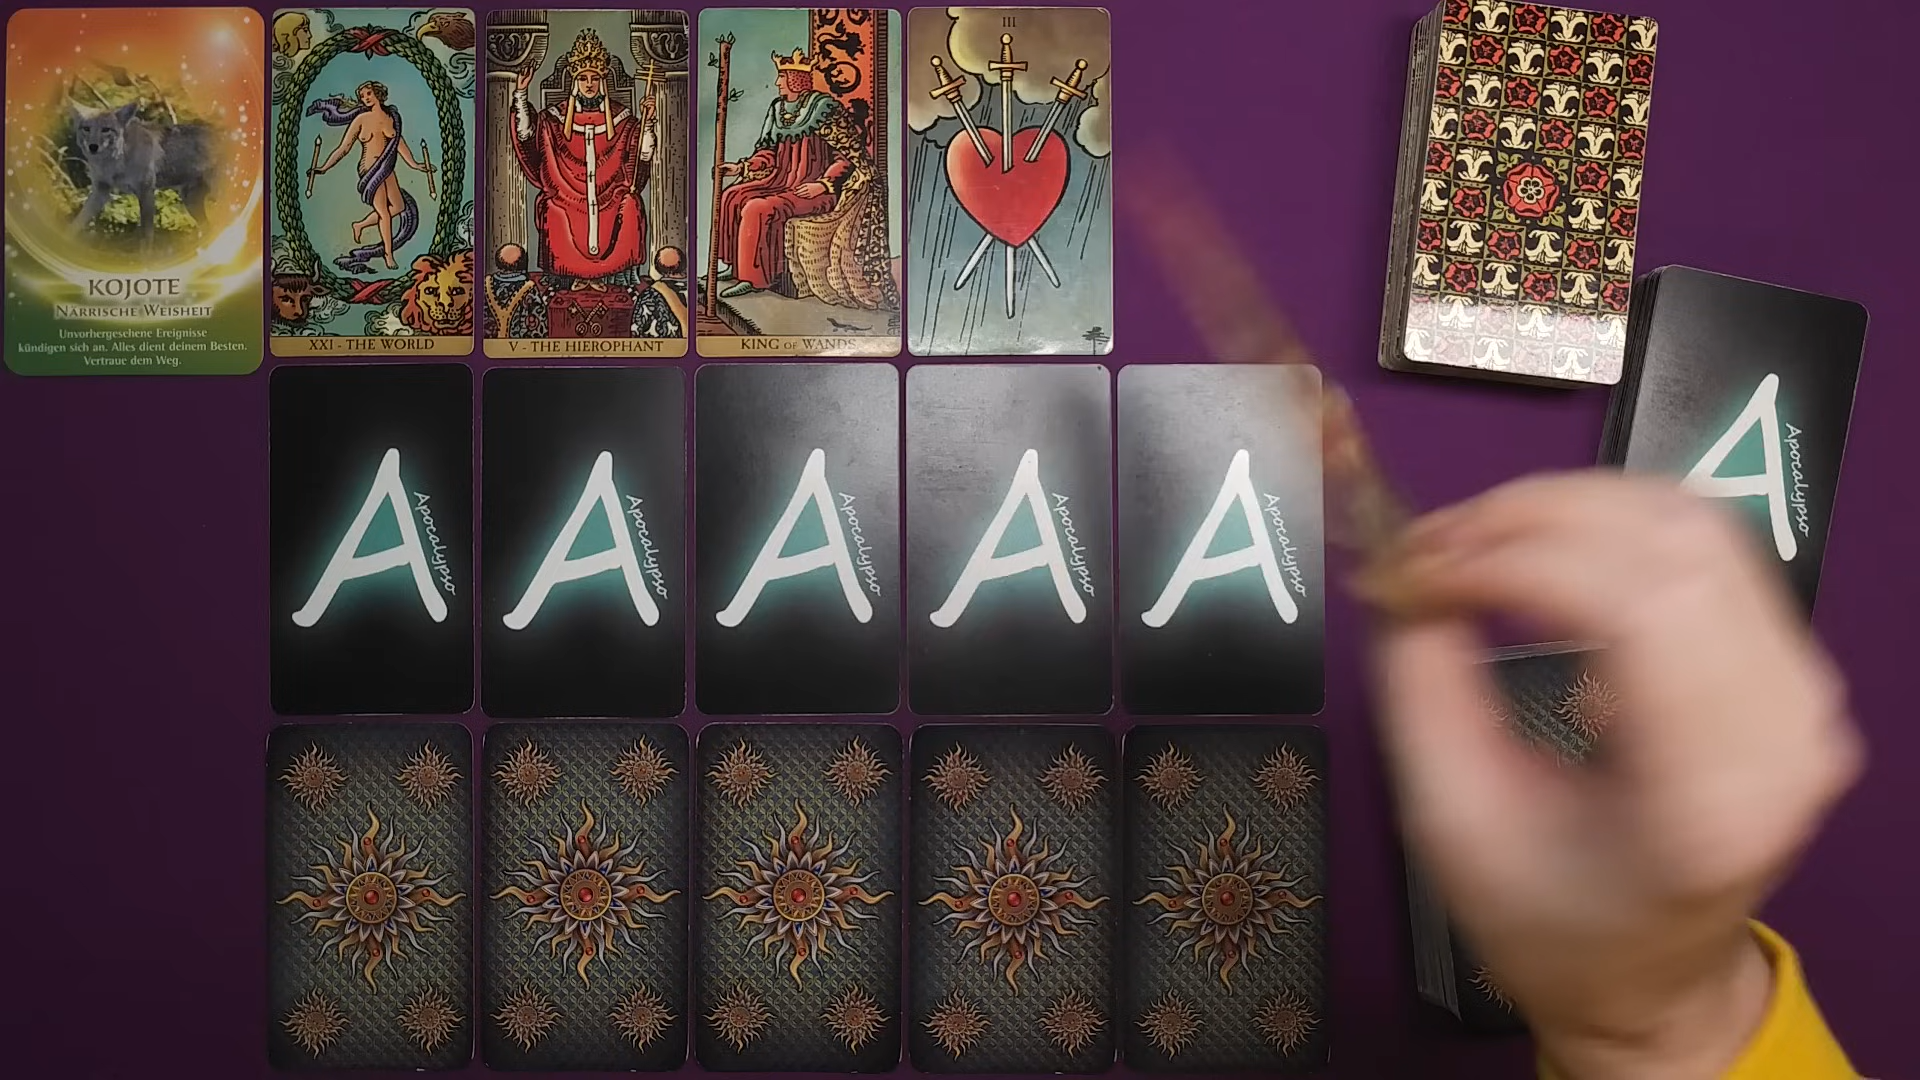 KOJOTE
NÄRRISCHE WEISHEIT
Unvorhergesehene Ereignisse
kündigen sich an. Alles dient deinem Besten.
Vertraue dem Weg.
XXI - THE WORLD
V - THE HIEROPHANT
KING OF WANDS
III
A
Apocalypso
A
Apocalypso
A
Apocalypso
A
Apocalypso
A
Apocalypso
A
Apocalypso